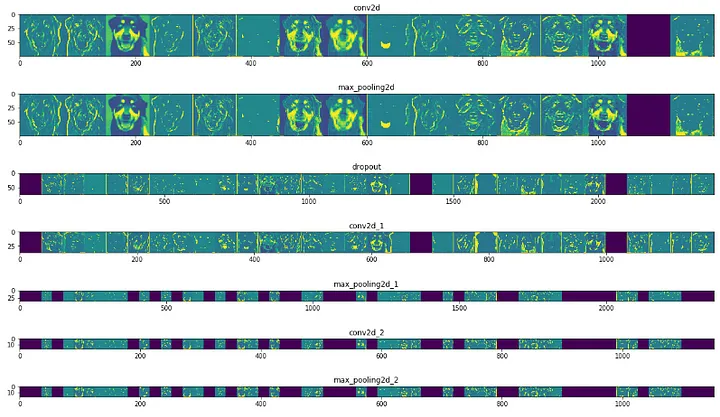 conv2d
0
50
0 200 400 600 800 1000
max_pooling2d
0
50
0 200 400 600 800 1000
dropout
0
50
0 500 1000 1500 2000
conv2d_1
0
25
0 200 400 600 800 1000
max_pooling2d_1
0
25
0 500 1000 1500 2000
conv2d_2
0
10
0 200 400 600 800 1000
max_pooling2d_2
0
10
0 200 400 600 800 1000